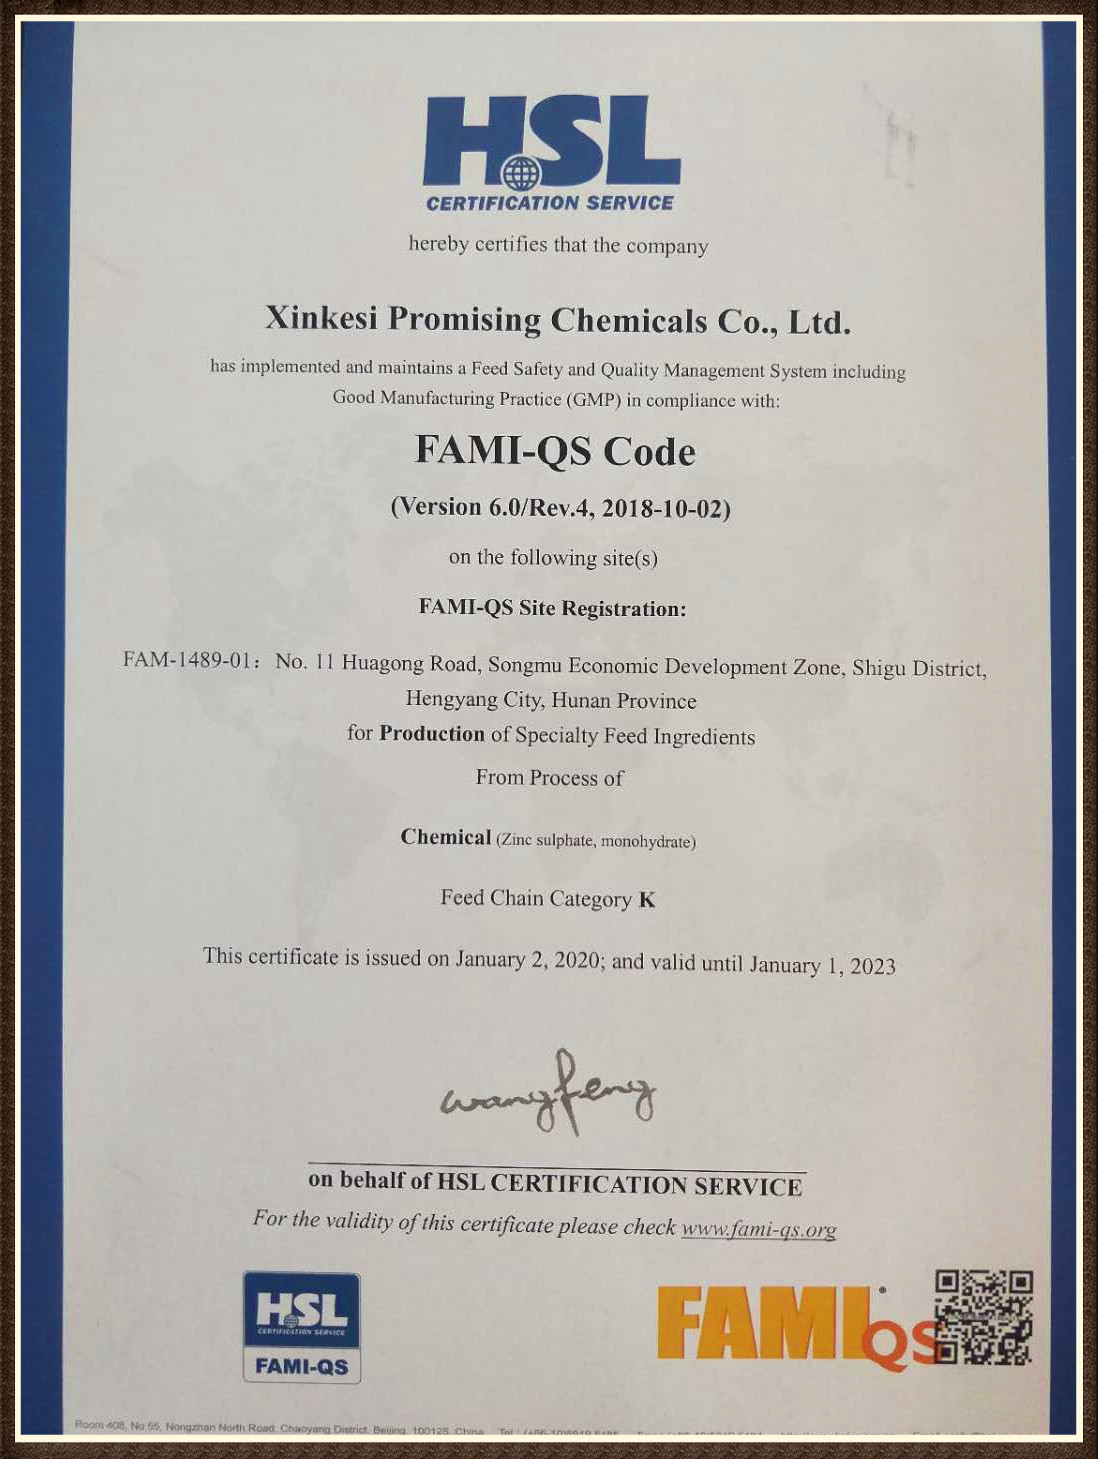 HSL
CERTIFICATION SERVICE
hereby certifies that the company
Xinkesi Promising Chemicals Co., Ltd.
has implemented and maintains a Feed Safety and Quality Management System including
Good Manufacturing Practice (GMP) in compliance with:
FAMI-QS Code
(Version 6.0/Rev.4, 2018-10-02)
on the following site(s)
FAMI-QS Site Registration:
FAM-1489-01: No. 11 Huagong Road, Songmu Economic Development Zone, Shigu District,
Hengyang City, Hunan Province
for Production of Specialty Feed Ingredients
From Process of
Chemical (Zinc sulphate, monohydrate)
Feed Chain Category K
This certificate is issued on January 2, 2020; and valid until January 1, 2023
wangfeng
on behalf of HSL CERTIFICATION SERVICE
For the validity of this certificate please check www.fami-qs.org
HSL
CERTIFICATION SERVICE
FAMI-QS
FAMI QS
Room 408, No.55, Nongzhan North Road, Chaoyang District, Beijing, 100125, China